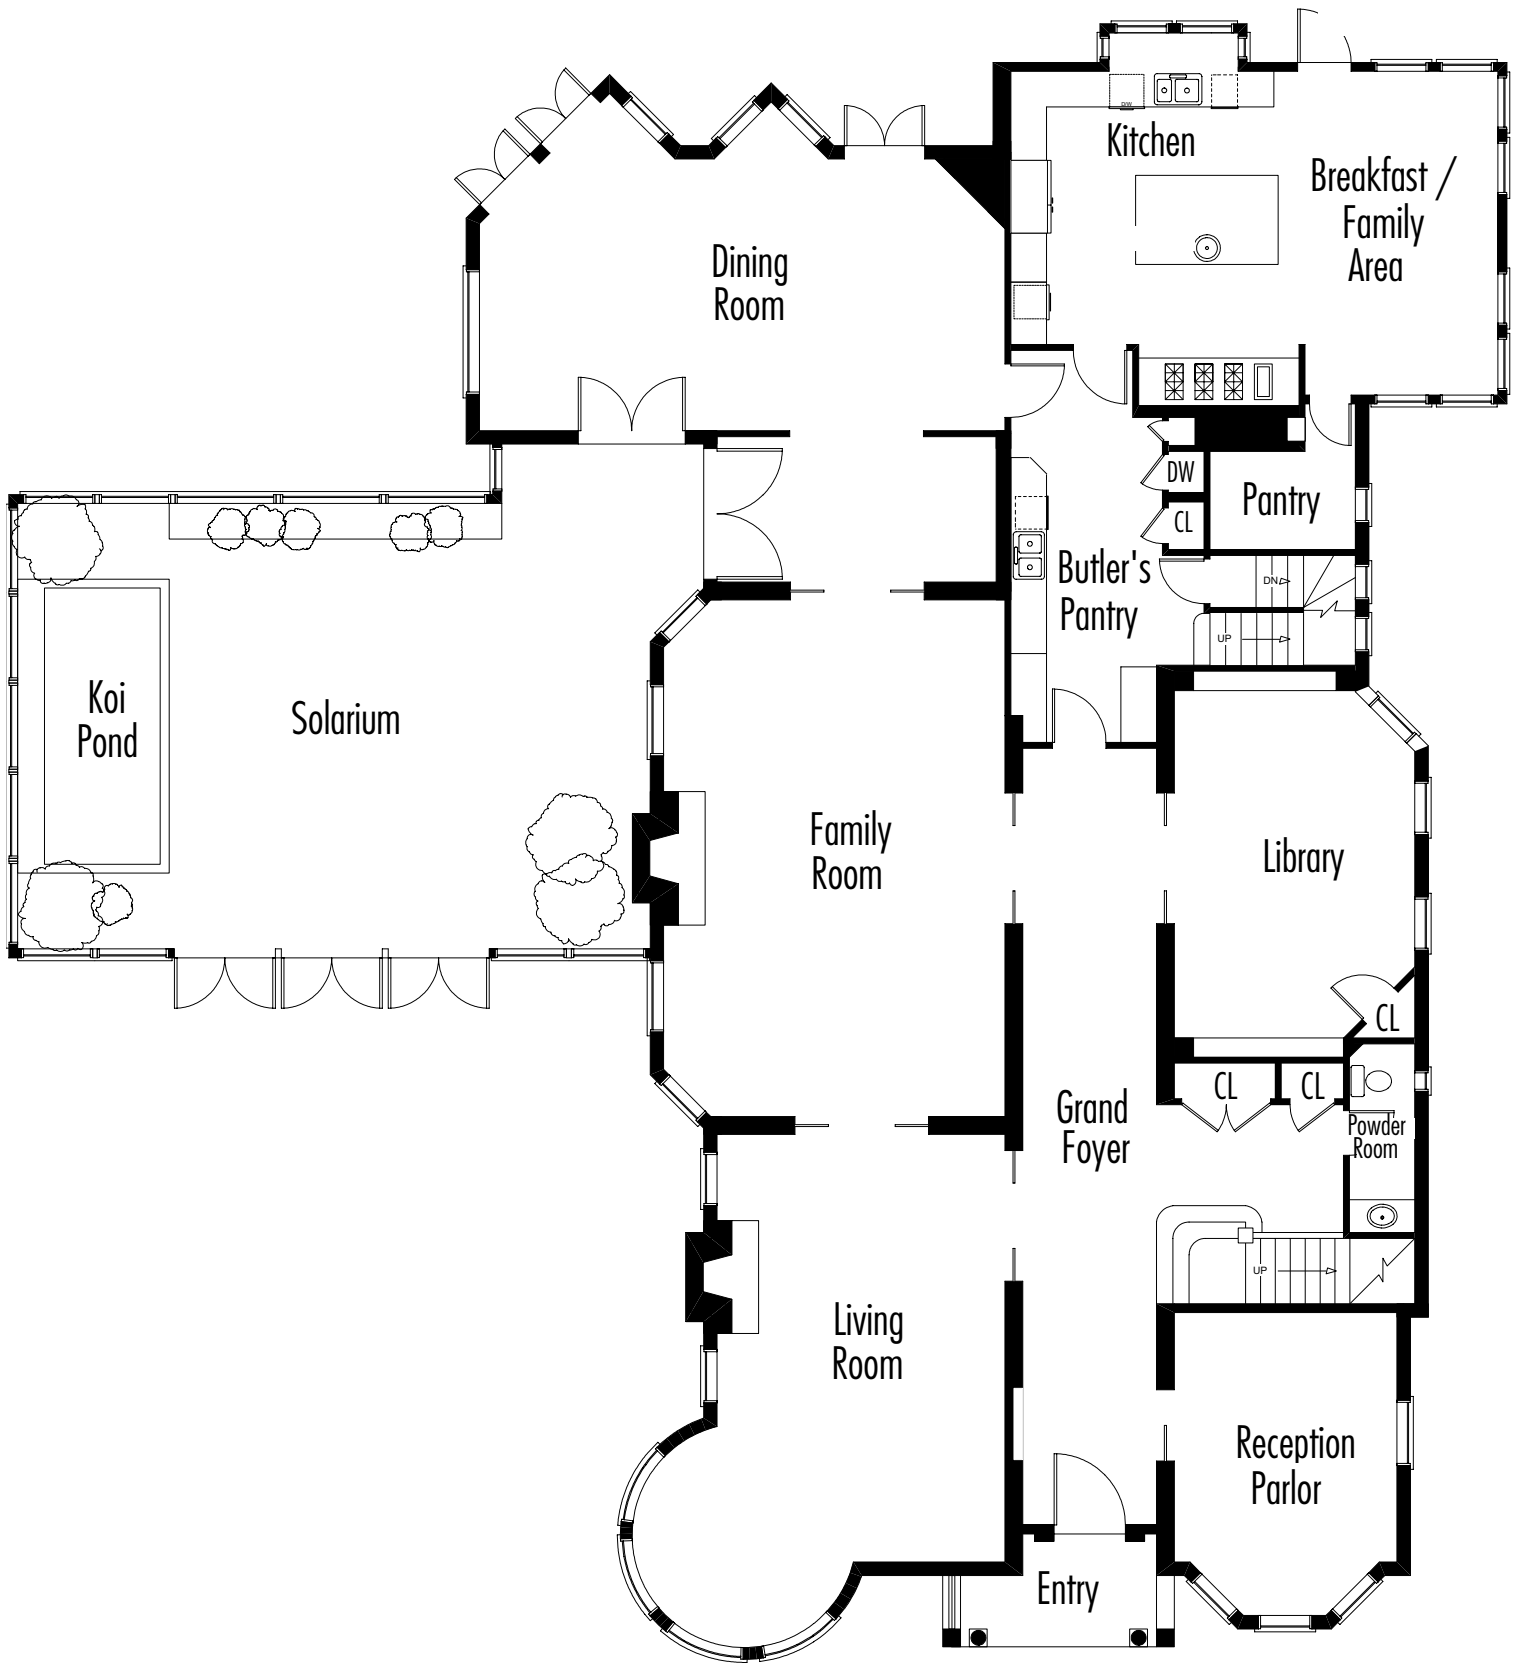 D/W
Kitchen
Breakfast /
Family
Area
Dining
Room
DW
Pantry
CL
Butler's
Pantry
DN
UP
Koi
Pond
Solarium
Family
Room
Library
CL
CL
CL
Grand
Foyer
Powder
Room
UP
Living
Room
Reception
Parlor
Entry